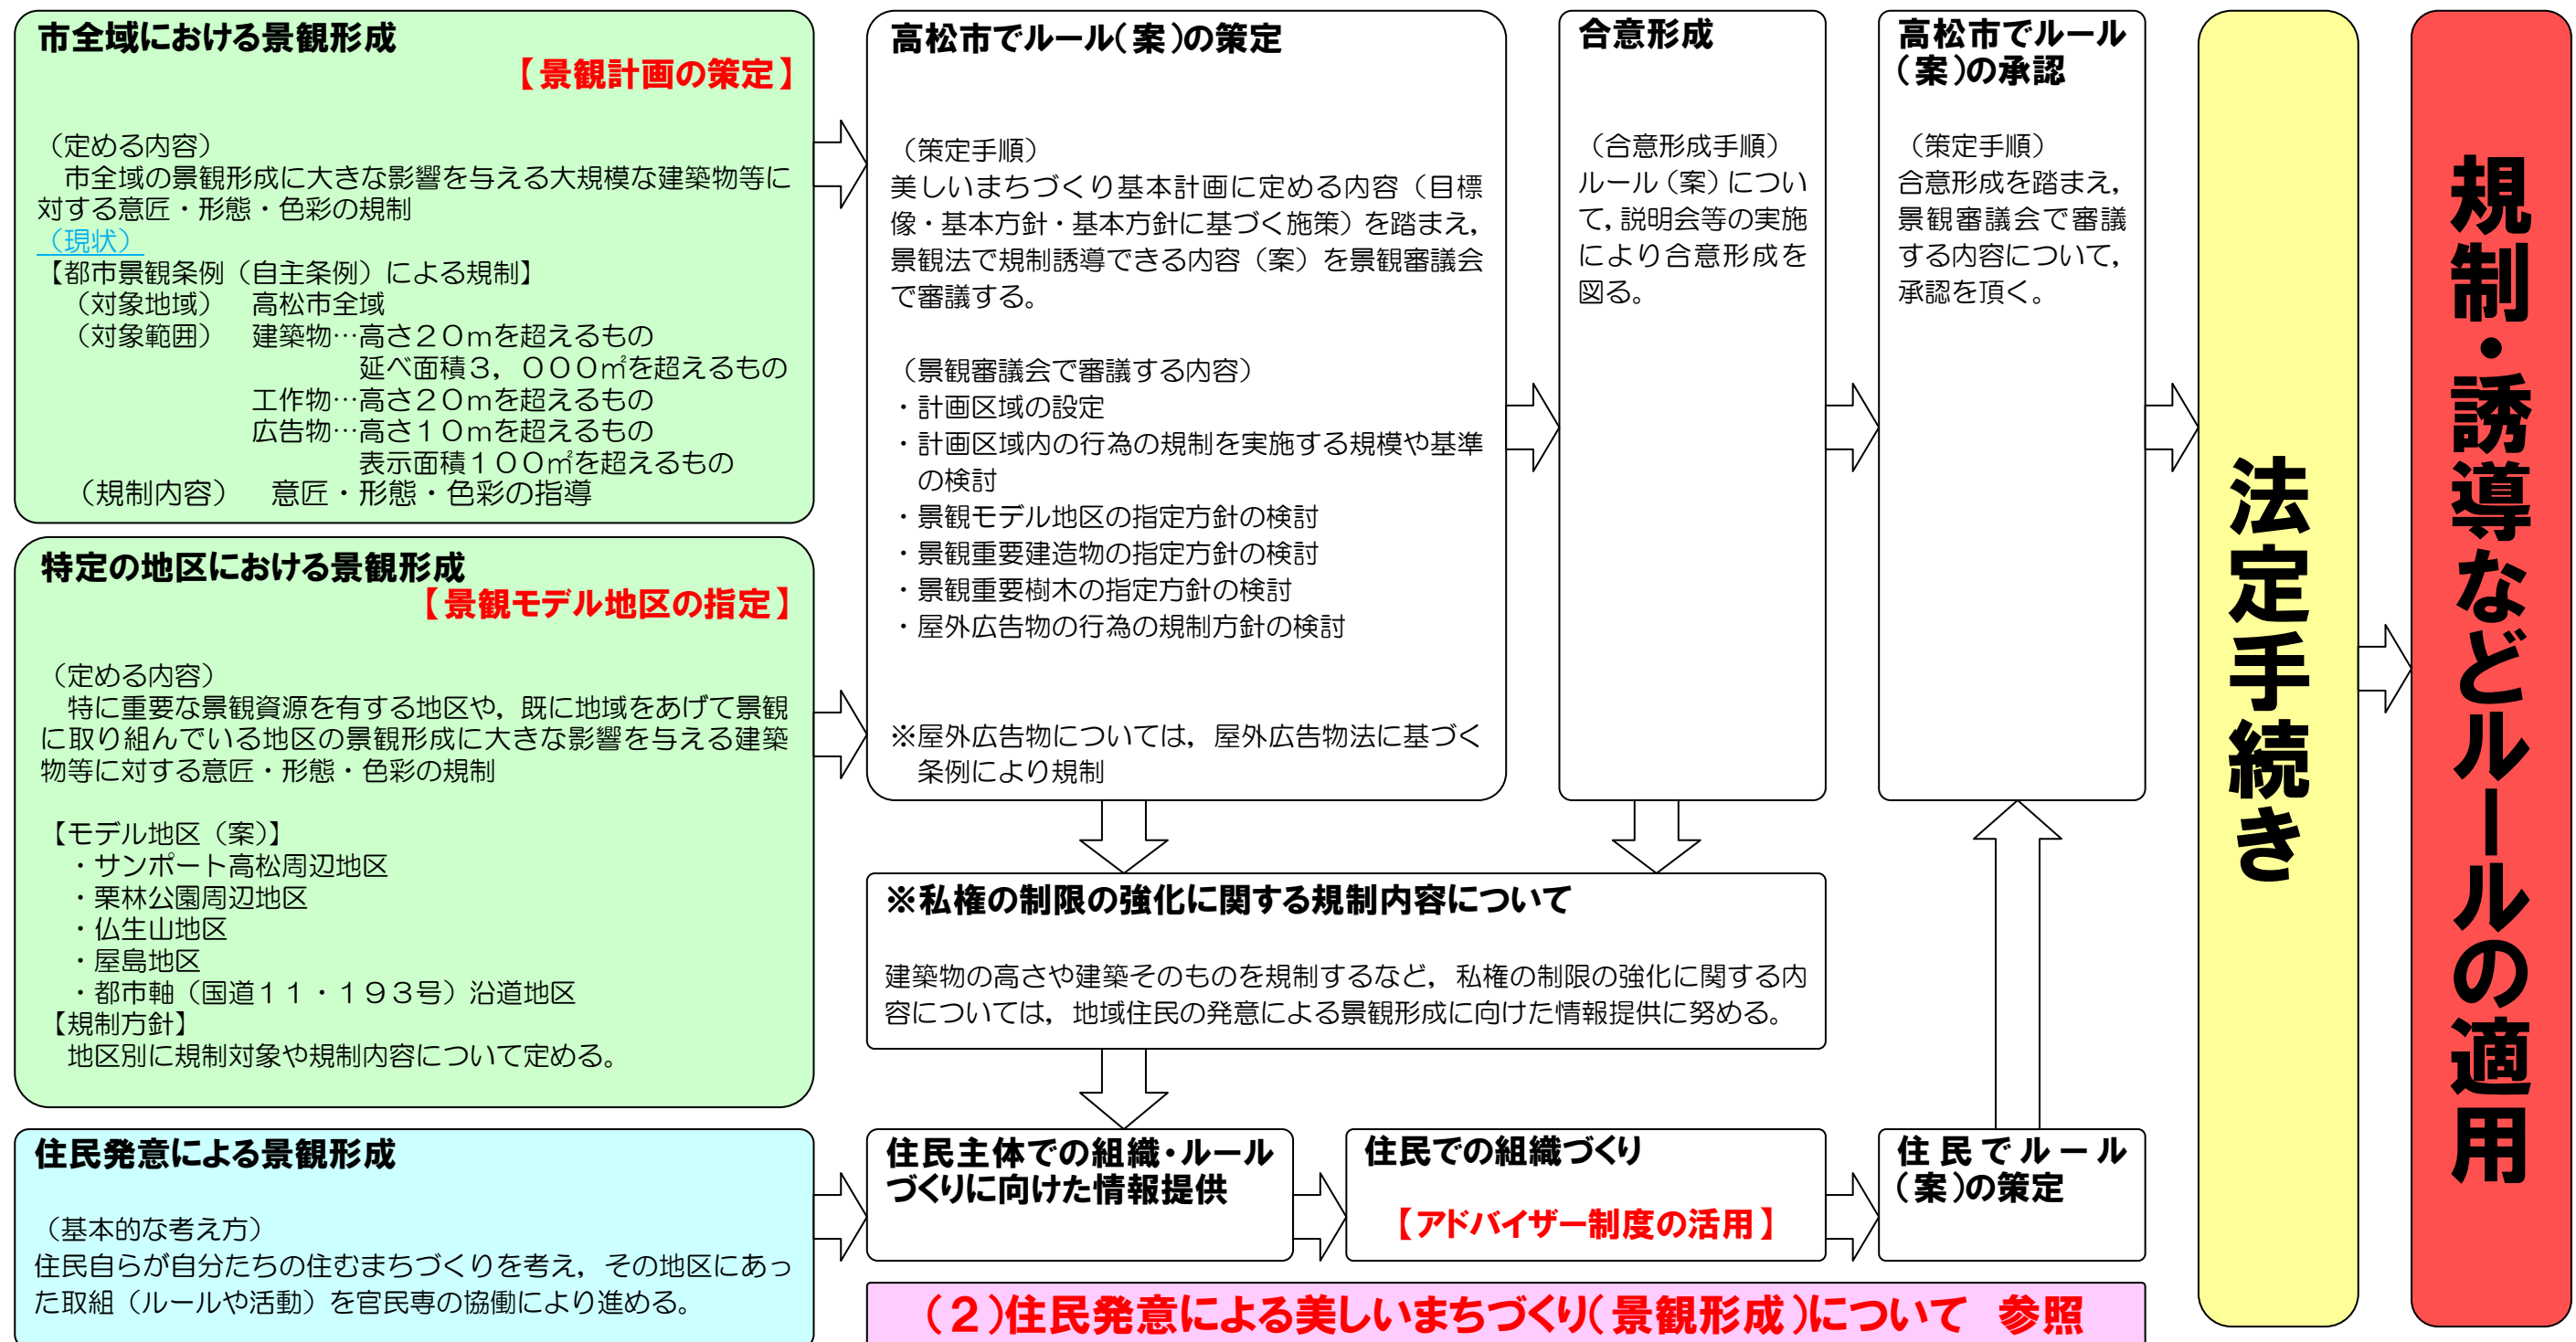 市全域における景観形成
【景観計画の策定】
（定める内容）
市全域の景観形成に大きな影響を与える大規模な建築物等に
対する意匠・形態・色彩の規制
（現状）
【都市景観条例（自主条例）による規制】
（対象地域）　高松市全域
（対象範囲）　建築物…高さ２０ｍを超えるもの
延べ面積３，０００㎡を超えるもの
工作物…高さ２０ｍを超えるもの
広告物…高さ１０ｍを超えるもの
表示面積１００㎡を超えるもの
（規制内容）　意匠・形態・色彩の指導
特定の地区における景観形成
【景観モデル地区の指定】
（定める内容）
特に重要な景観資源を有する地区や，既に地域をあげて景観
に取り組んでいる地区の景観形成に大きな影響を与える建築
物等に対する意匠・形態・色彩の規制
【モデル地区（案）】
・サンポート高松周辺地区
・栗林公園周辺地区
・仏生山地区
・屋島地区
・都市軸（国道１１・１９３号）沿道地区
【規制方針】
地区別に規制対象や規制内容について定める。
住民発意による景観形成
（基本的な考え方）
住民自らが自分たちの住むまちづくりを考え，その地区にあっ
た取組（ルールや活動）を官民専の協働により進める。
高松市でルール（案）の策定
（策定手順）
美しいまちづくり基本計画に定める内容（目標
像・基本方針・基本方針に基づく施策）を踏まえ，
景観法で規制誘導できる内容（案）を景観審議会
で審議する。
（景観審議会で審議する内容）
・計画区域の設定
・計画区域内の行為の規制を実施する規模や基準
の検討
・景観モデル地区の指定方針の検討
・景観重要建造物の指定方針の検討
・景観重要樹木の指定方針の検討
・屋外広告物の行為の規制方針の検討
※屋外広告物については，屋外広告物法に基づく
条例により規制
合意形成
（合意形成手順）
ルール（案）につい
て，説明会等の実施
により合意形成を
図る。
高松市でルール
（案）の承認
（策定手順）
合意形成を踏まえ，
景観審議会で審議
する内容について，
承認を頂く。
※私権の制限の強化に関する規制内容について
建築物の高さや建築そのものを規制するなど，私権の制限の強化に関する内
容については，地域住民の発意による景観形成に向けた情報提供に努める。
住民主体での組織・ルール
づくりに向けた情報提供
住民での組織づくり
【アドバイザー制度の活用】
住民でルール
（案）の策定
（２）住民発意による美しいまちづくり（景観形成）について　参照
法定手続き
規制・誘導などルールの適用